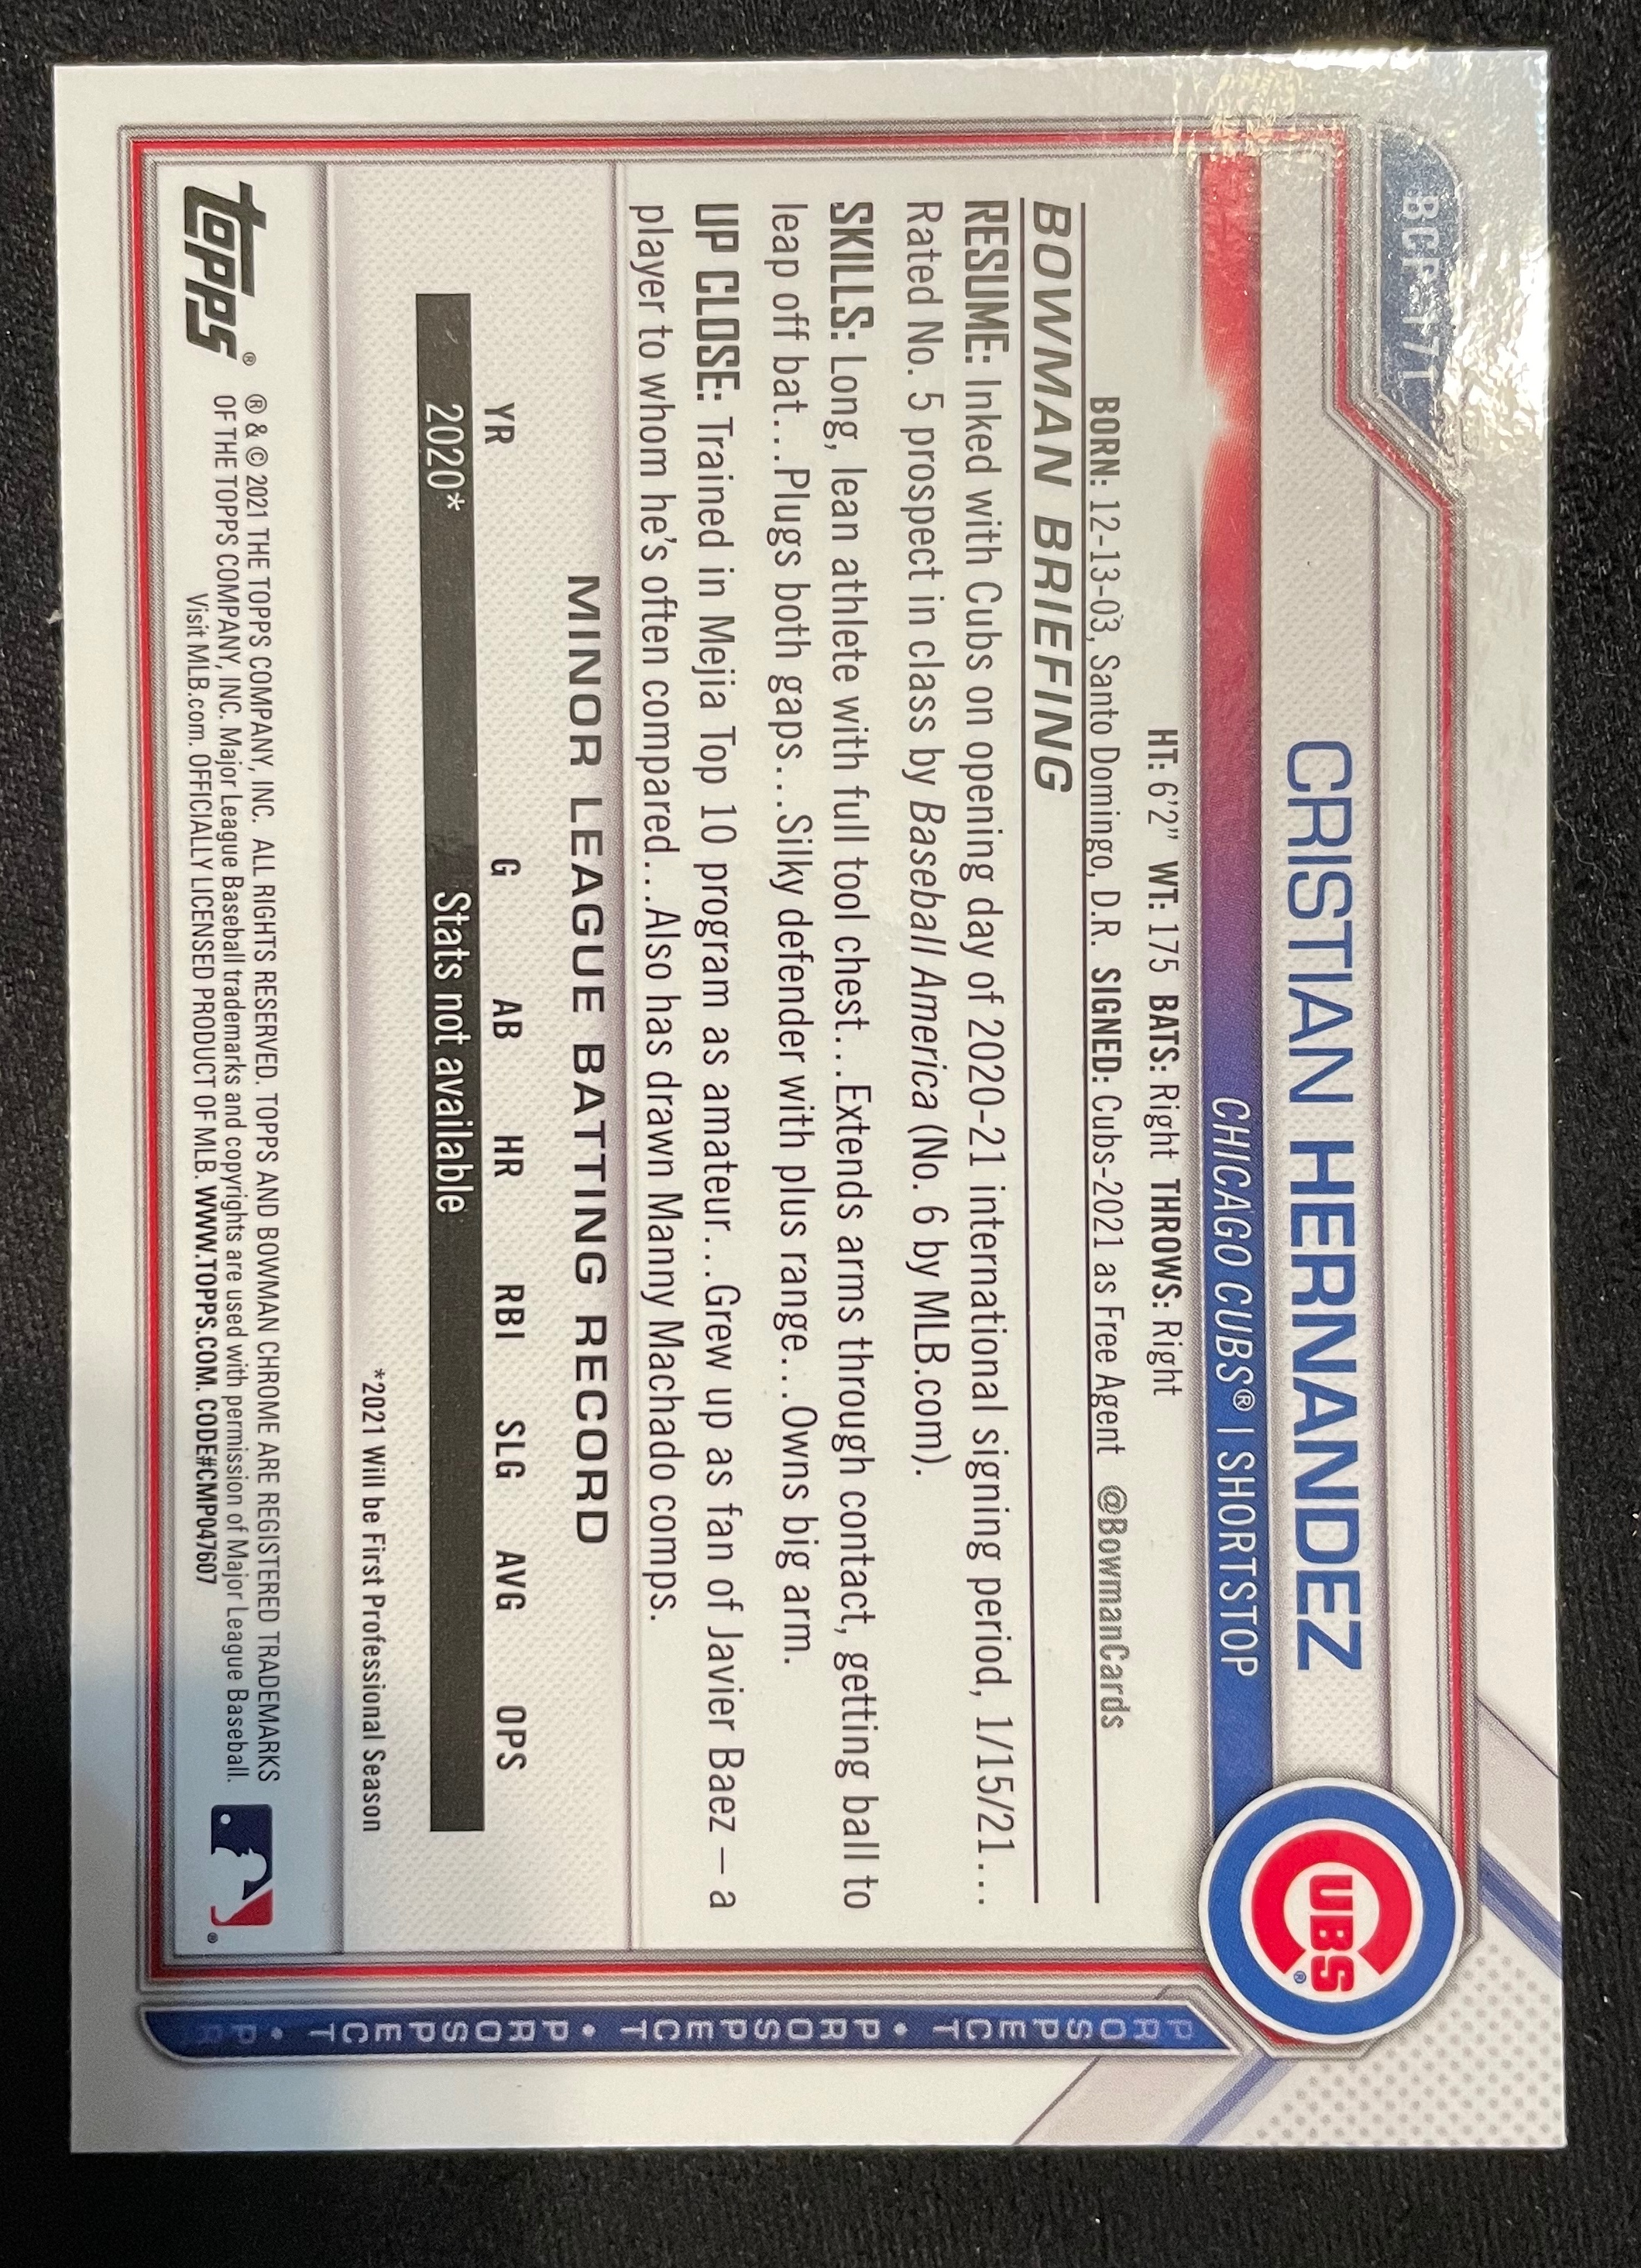 BCP-171
CRISTIAN HERNANDEZ
CHICAGO CUBS® | SHORTSTOP
CUBS®
HT: 6'2" WT: 175 BATS: Right THROWS: Right
BORN: 12-13-03, Santo Domingo, D.R. SIGNED: Cubs-2021 as Free Agent @BowmanCards
BOWMAN BRIEFING
RESUME: Inked with Cubs on opening day of 2020-21 international signing period, 1/15/21...
Rated No. 5 prospect in class by Baseball America (No. 6 by MLB.com).
SKILLS: Long, lean athlete with full tool chest...Extends arms through contact, getting ball to
leap off bat...Plugs both gaps...Silky defender with plus range...Owns big arm.
UP CLOSE: Trained in Mejia Top 10 program as amateur...Grew up as fan of Javier Baez – a
player to whom he's often compared...Also has drawn Manny Machado comps.
MINOR LEAGUE BATTING RECORD
YR G AB HR RBI SLG AVG OPS
2020* Stats not available
*2021 Will be First Professional Season
topps®
® & © 2021 THE TOPPS COMPANY, INC. ALL RIGHTS RESERVED. TOPPS AND BOWMAN CHROME ARE REGISTERED TRADEMARKS
OF THE TOPPS COMPANY, INC. Major League Baseball trademarks and copyrights are used with permission of Major League Baseball.
Visit MLB.com. OFFICIALLY LICENSED PRODUCT OF MLB. WWW.TOPPS.COM. CODE#CMP047607
PROSPECT • PROSPECT • PROSPECT • PR